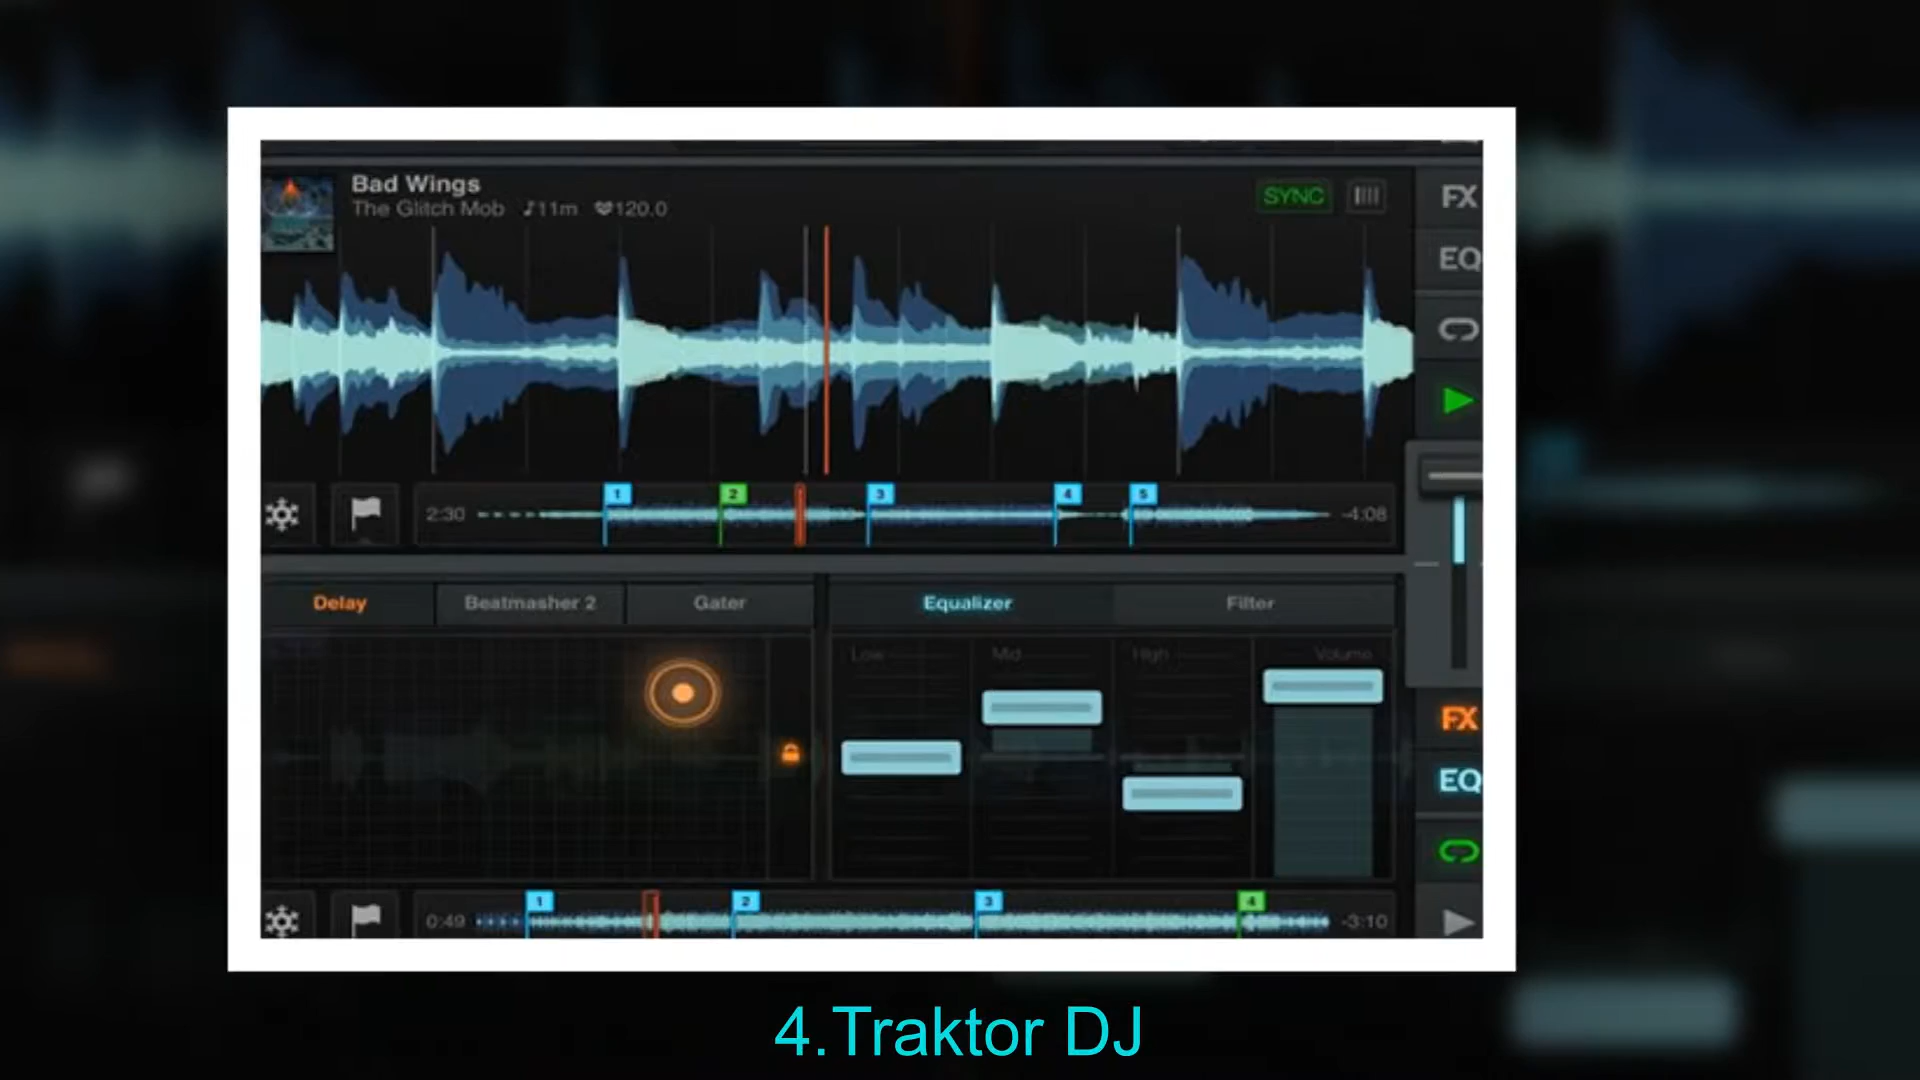 Bad Wings
The Glitch Mob ♪11m 120.0
SYNC
FX
EQ
1 2 3 4 5
2:30 -4:08
Delay Beatmasher 2 Gater Equalizer Filter
Low Mid High Volume
FX
EQ
1 2 3 4
0:49 -3:10
4.Traktor DJ